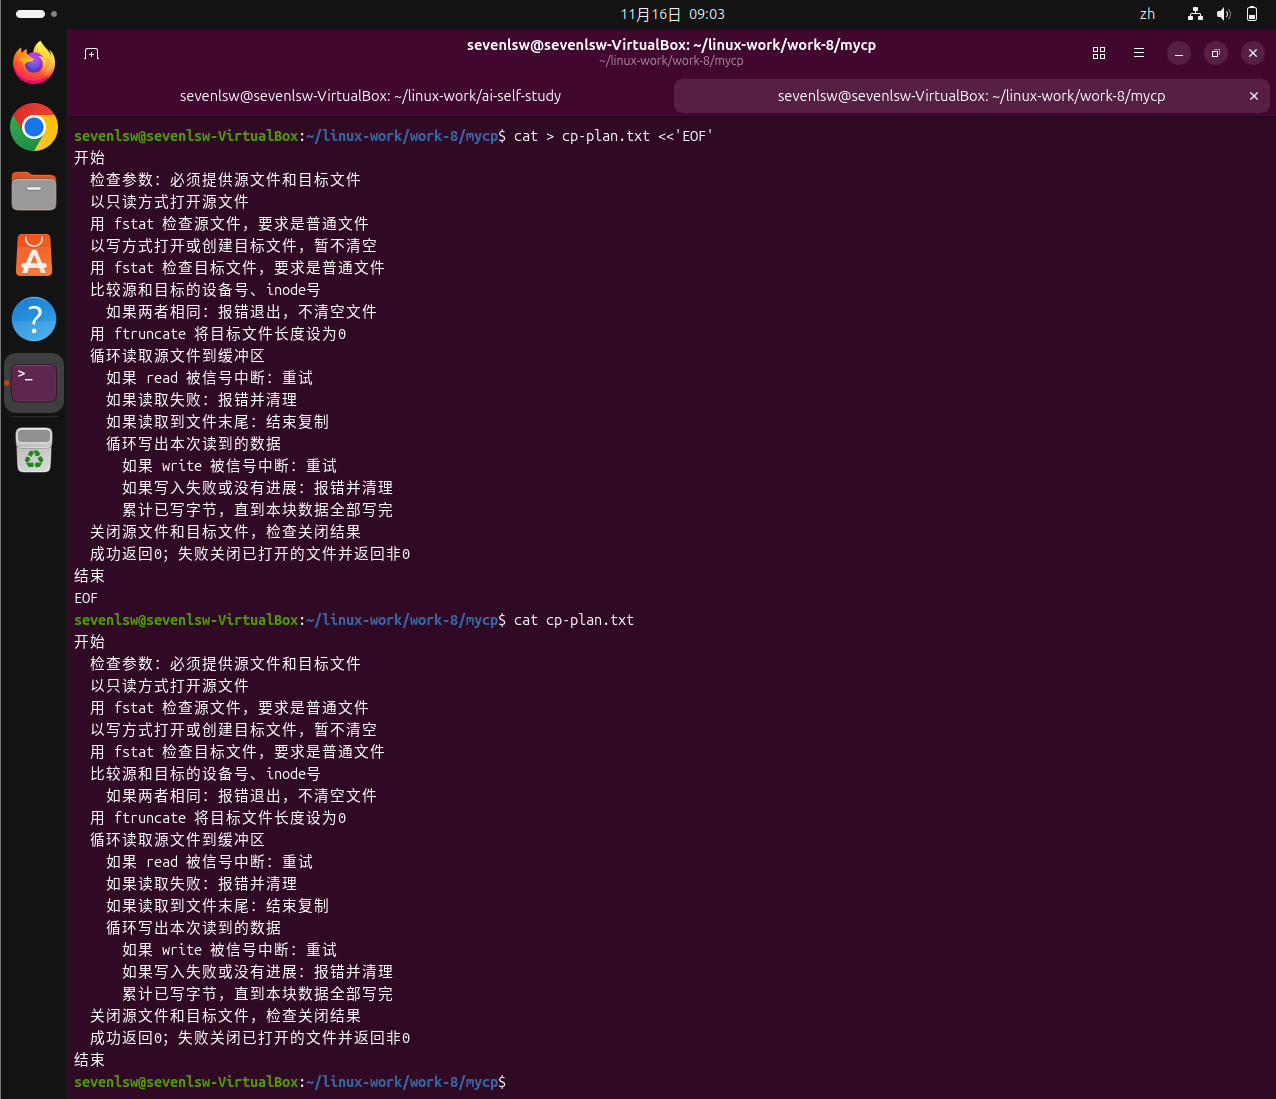 11月16日 09:03
zh
sevenlsw@sevenlsw-VirtualBox: ~/linux-work/work-8/mycp
~/linux-work/work-8/mycp
sevenlsw@sevenlsw-VirtualBox: ~/linux-work/ai-self-study
sevenlsw@sevenlsw-VirtualBox: ~/linux-work/work-8/mycp
sevenlsw@sevenlsw-VirtualBox:~/linux-work/work-8/mycp$ cat > cp-plan.txt <<'EOF'
开始
  检查参数：必须提供源文件和目标文件
  以只读方式打开源文件
  用 fstat 检查源文件，要求是普通文件
  以写方式打开或创建目标文件，暂不清空
  用 fstat 检查目标文件，要求是普通文件
  比较源和目标的设备号、inode号
    如果两者相同：报错退出，不清空文件
  用 ftruncate 将目标文件长度设为0
  循环读取源文件到缓冲区
    如果 read 被信号中断：重试
    如果读取失败：报错并清理
    如果读取到文件末尾：结束复制
    循环写出本次读到的数据
      如果 write 被信号中断：重试
      如果写入失败或没有进展：报错并清理
      累计已写字节，直到本块数据全部写完
  关闭源文件和目标文件，检查关闭结果
  成功返回0；失败关闭已打开的文件并返回非0
结束
EOF
sevenlsw@sevenlsw-VirtualBox:~/linux-work/work-8/mycp$ cat cp-plan.txt
开始
  检查参数：必须提供源文件和目标文件
  以只读方式打开源文件
  用 fstat 检查源文件，要求是普通文件
  以写方式打开或创建目标文件，暂不清空
  用 fstat 检查目标文件，要求是普通文件
  比较源和目标的设备号、inode号
    如果两者相同：报错退出，不清空文件
  用 ftruncate 将目标文件长度设为0
  循环读取源文件到缓冲区
    如果 read 被信号中断：重试
    如果读取失败：报错并清理
    如果读取到文件末尾：结束复制
    循环写出本次读到的数据
      如果 write 被信号中断：重试
      如果写入失败或没有进展：报错并清理
      累计已写字节，直到本块数据全部写完
  关闭源文件和目标文件，检查关闭结果
  成功返回0；失败关闭已打开的文件并返回非0
结束
sevenlsw@sevenlsw-VirtualBox:~/linux-work/work-8/mycp$